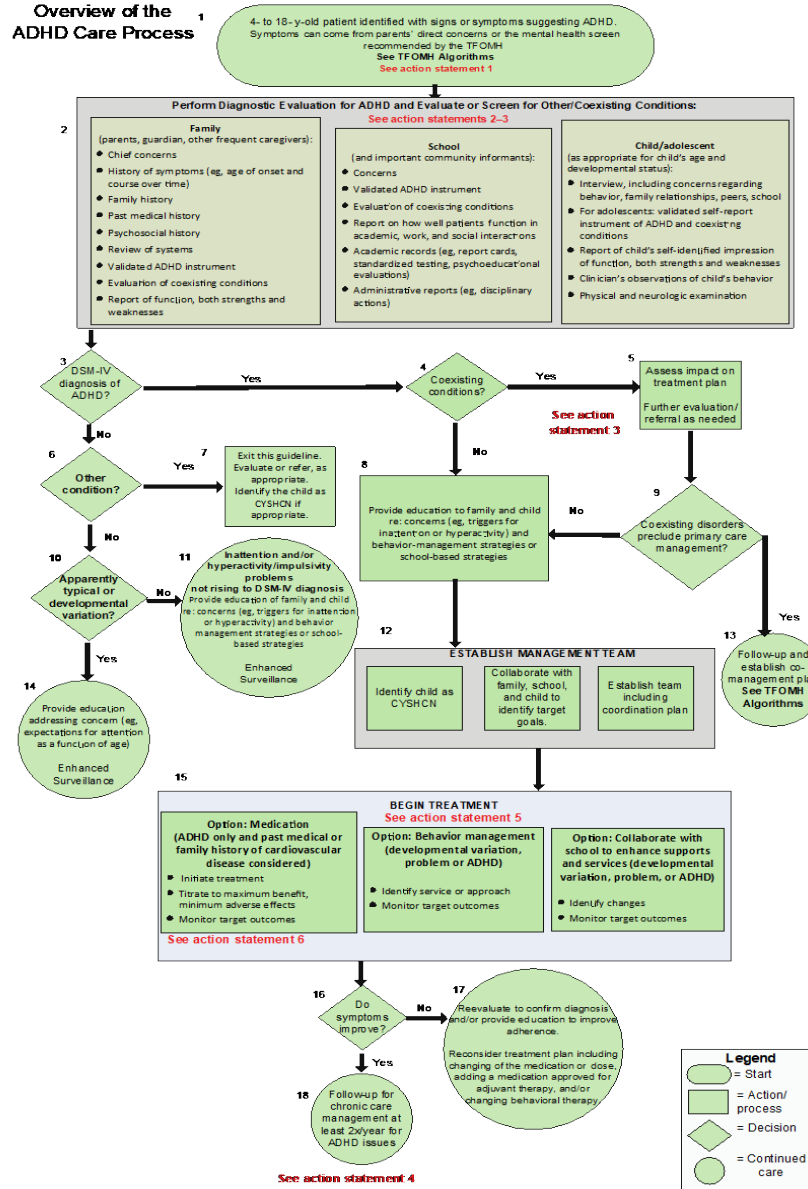 Overview of the
ADHD Care Process
1
4- to 18- y-old patient identified with signs or symptoms suggesting ADHD.
Symptoms can come from parents' direct concerns or the mental health screen
recommended by the TFOMH
See TFOMH Algorithms
See action statement 1
Perform Diagnostic Evaluation for ADHD and Evaluate or Screen for Other/Coexisting Conditions:
See action statements 2–3
2
Family
(parents, guardian, other frequent caregivers):
Chief concerns
History of symptoms (eg, age of onset and
course over time)
Family history
Past medical history
Psychosocial history
Review of systems
Validated ADHD instrument
Evaluation of coexisting conditions
Report of function, both strengths and
weaknesses
School
(and important community informants):
Concerns
Validated ADHD instrument
Evaluation of coexisting conditions
Report on how well patients function in
academic, work, and social interactions
Academic records (eg, report cards,
standardized testing, psychoeducational
evaluations)
Administrative reports (eg, disciplinary
actions)
Child/adolescent
(as appropriate for child's age and
developmental status):
Interview, including concerns regarding
behavior, family relationships, peers, school
For adolescents: validated self-report
instrument of ADHD and coexisting
conditions
Report of child's self-identified impression
of function, both strengths and weaknesses
Clinician's observations of child's behavior
Physical and neurologic examination
3
DSM-IV
diagnosis of
ADHD?
Yes
4
Coexisting
conditions?
Yes
5
Assess impact on
treatment plan
Further evaluation/
referral as needed
See action
statement 3
No
No
6
Other
condition?
Yes
7
Exit this guideline.
Evaluate or refer, as
appropriate.
Identify the child as
CYSHCN if
appropriate.
8
Provide education to family and child
re: concerns (eg, triggers for
inattention or hyperactivity) and
behavior-management strategies or
school-based strategies
No
9
Coexisting disorders
preclude primary care
management?
Yes
No
10
Apparently
typical or
developmental
variation?
No
11
Inattention and/or
hyperactivity/impulsivity
problems
not rising to DSM-IV diagnosis
Provide education of family and child
re: concerns (eg, triggers for inattention
or hyperactivity) and behavior
management strategies or school-
based strategies
Enhanced
Surveillance
Yes
12
ESTABLISH MANAGEMENT TEAM
Identify child as
CYSHCN
Collaborate with
family, school,
and child to
identify target
goals.
Establish team
including
coordination plan
13
Follow-up and
establish co-
management pla
See TFOMH
Algorithms
14
Provide education
addressing concern (eg,
expectations for attention
as a function of age)
Enhanced
Surveillance
15
BEGIN TREATMENT
See action statement 5
Option: Medication
(ADHD only and past medical or
family history of cardiovascular
disease considered)
Initiate treatment
Titrate to maximum benefit,
minimum adverse effects
Monitor target outcomes
See action statement 6
Option: Behavior management
(developmental variation,
problem or ADHD)
Identify service or approach
Monitor target outcomes
Option: Collaborate with
school to enhance supports
and services (developmental
variation, problem, or ADHD)
Identify changes
Monitor target outcomes
16
Do
symptoms
improve?
No
17
Reevaluate to confirm diagnosis
and/or provide education to improve
adherence.
Reconsider treatment plan including
changing of the medication or dose,
adding a medication approved for
adjuvant therapy, and/or
changing behavioral therapy.
Yes
18
Follow-up for
chronic care
management at
least 2x/year for
ADHD issues
See action statement 4
Legend
= Start
= Action/
process
= Decision
= Continued
care